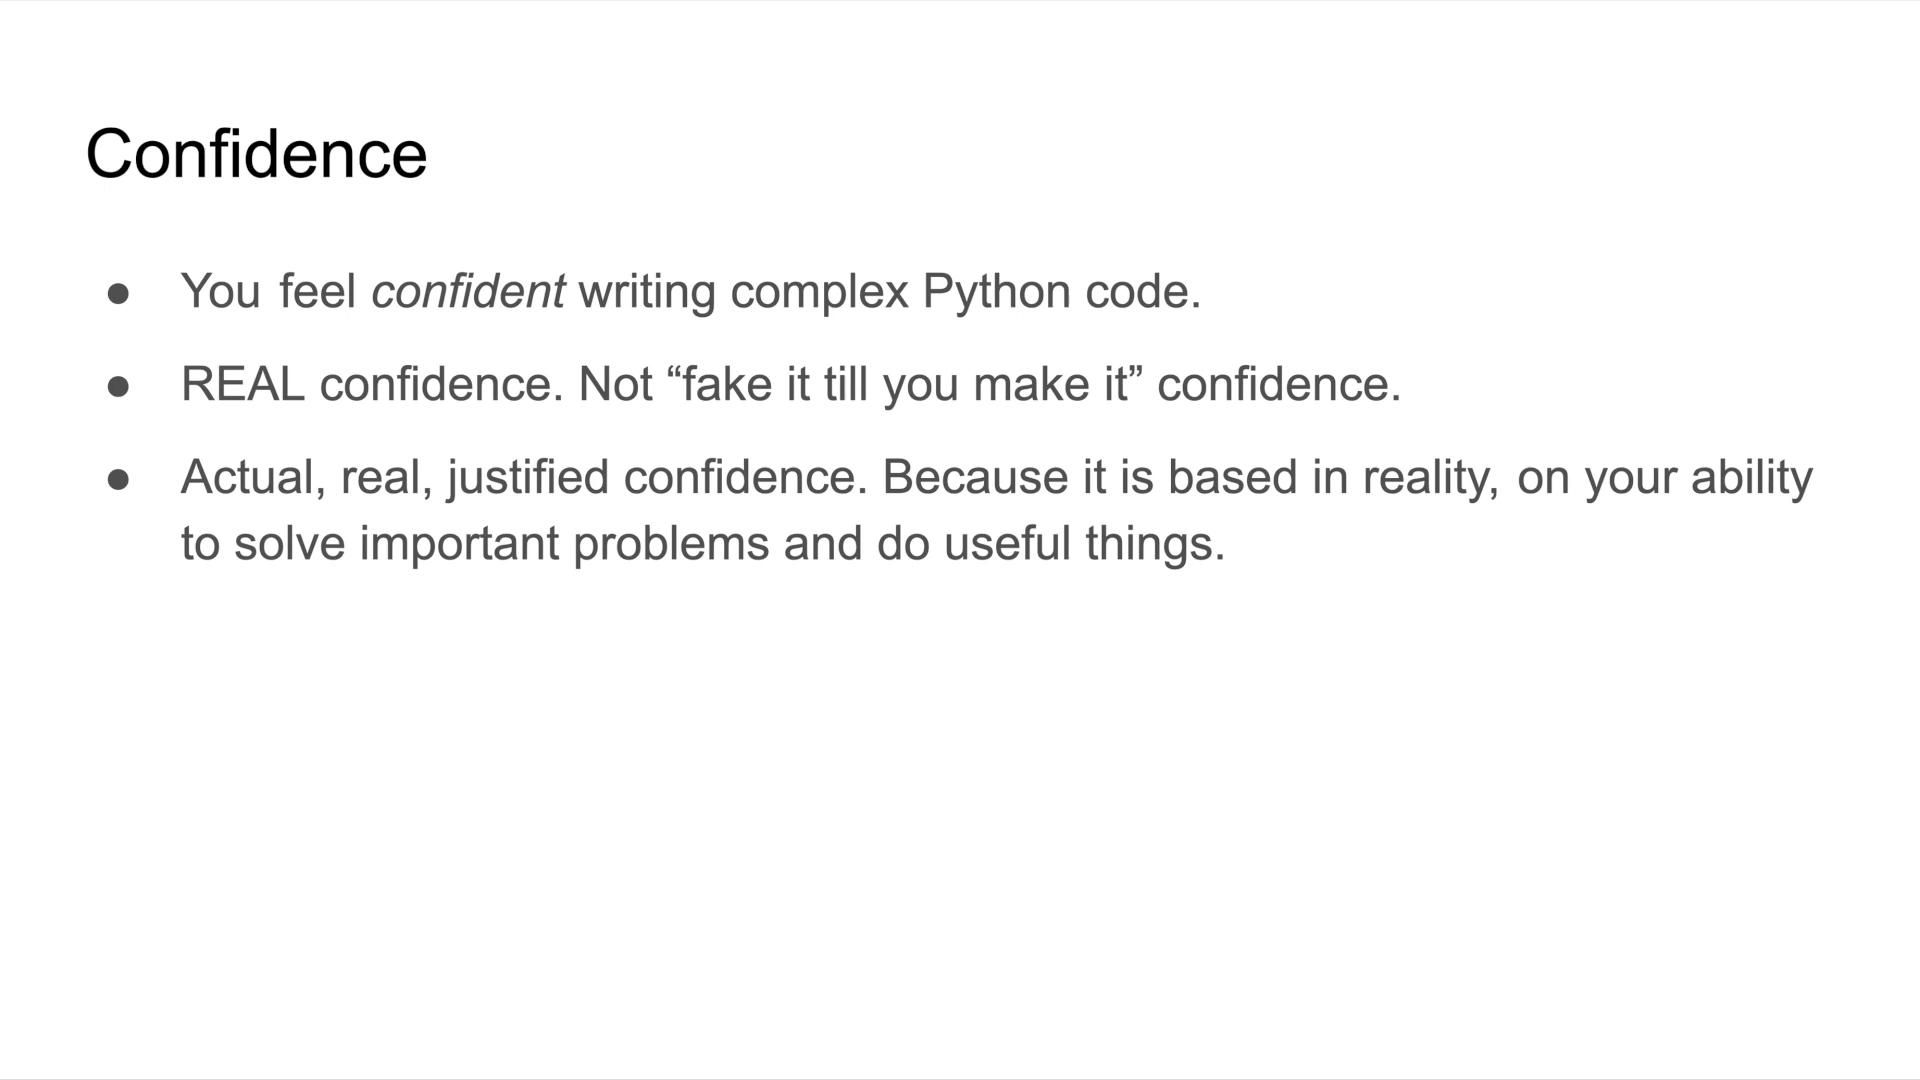 Confidence
● You feel confident writing complex Python code.
● REAL confidence. Not “fake it till you make it” confidence.
● Actual, real, justified confidence. Because it is based in reality, on your ability
to solve important problems and do useful things.